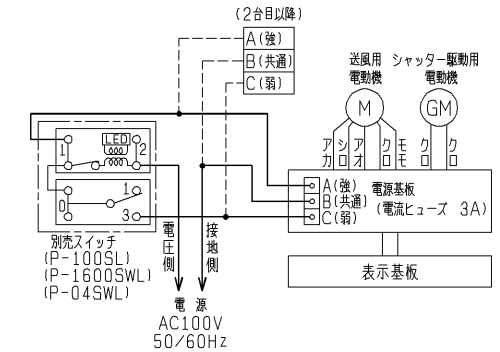 (2台目以降)
A(強)
B(共通)
C(弱)
送風用
電動機
シャッター駆動用
電動機
M
GM
アカ
シロ
アオ
クロ
モモ
クロ
クロ
LED
1
2
0
1
3
A(強)
B(共通)
C(弱)
電源基板
(電流ヒューズ 3A)
表示基板
別売スイッチ
(P-100SL)
(P-1600SWL)
(P-04SWL)
電圧側
接地側
電源
AC100V
50/60Hz